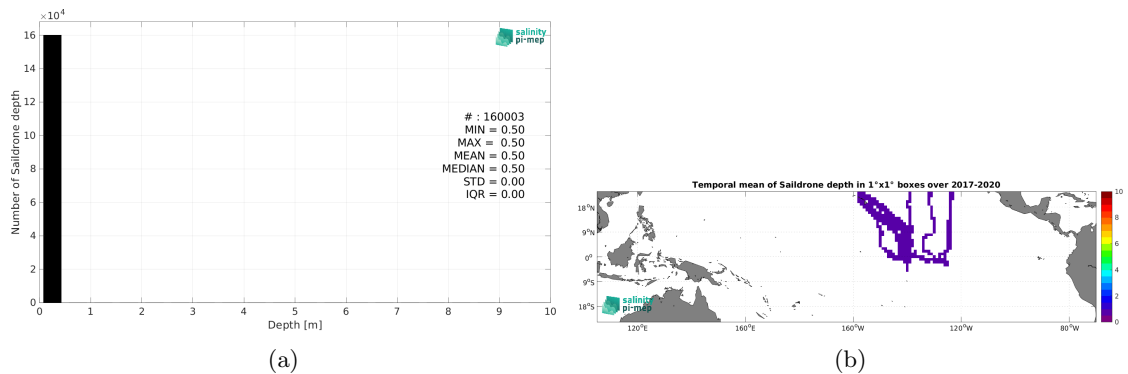 ×10⁴
16
14
12
10
8
6
4
2
0
Number of Saildrone depth
0 1 2 3 4 5 6 7 8 9 10
Depth [m]
salinity
pi-mep
# : 160003
MIN = 0.50
MAX = 0.50
MEAN = 0.50
MEDIAN = 0.50
STD = 0.00
IQR = 0.00
(a)
Temporal mean of Saildrone depth in 1°x1° boxes over 2017-2020
18°N
9°N
0°
9°S
18°S
120°E 160°E 160°W 120°W 80°W
salinity
pi-mep
10
8
6
4
2
0
(b)